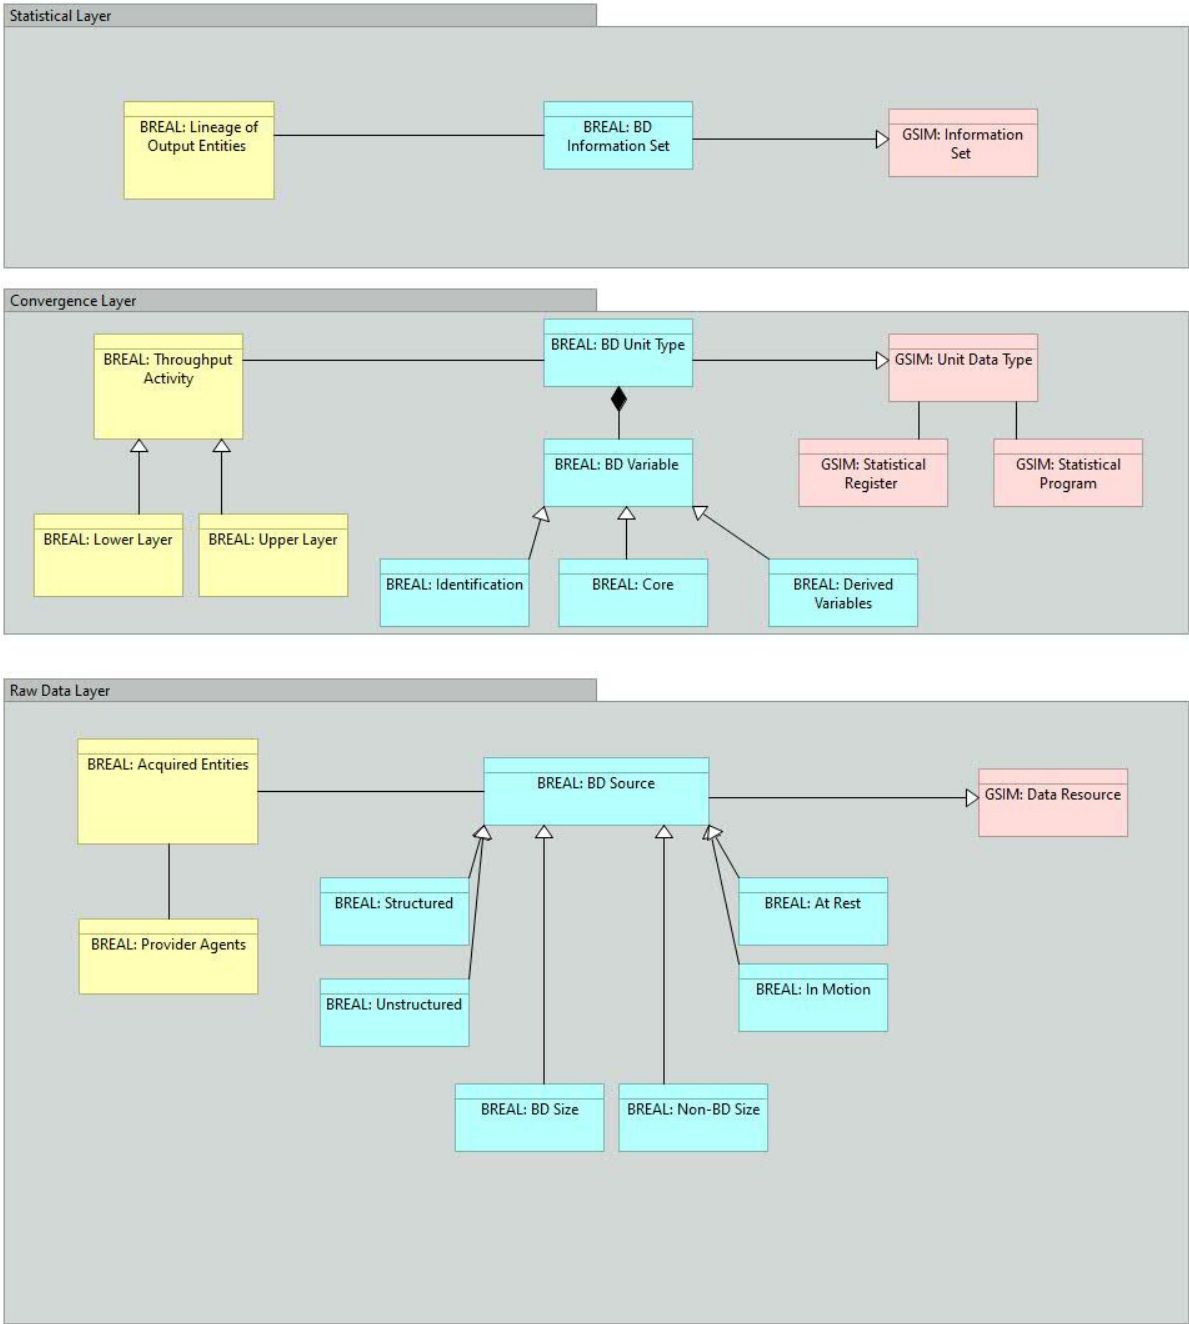 Statistical Layer
BREAL: Lineage of
Output Entities
BREAL: BD
Information Set
GSIM: Information
Set
Convergence Layer
BREAL: Throughput
Activity
BREAL: BD Unit Type
GSIM: Unit Data Type
BREAL: BD Variable
GSIM: Statistical
Register
GSIM: Statistical
Program
BREAL: Lower Layer
BREAL: Upper Layer
BREAL: Identification
BREAL: Core
BREAL: Derived
Variables
Raw Data Layer
BREAL: Acquired Entities
BREAL: BD Source
GSIM: Data Resource
BREAL: Structured
BREAL: At Rest
BREAL: Provider Agents
BREAL: Unstructured
BREAL: In Motion
BREAL: BD Size
BREAL: Non-BD Size